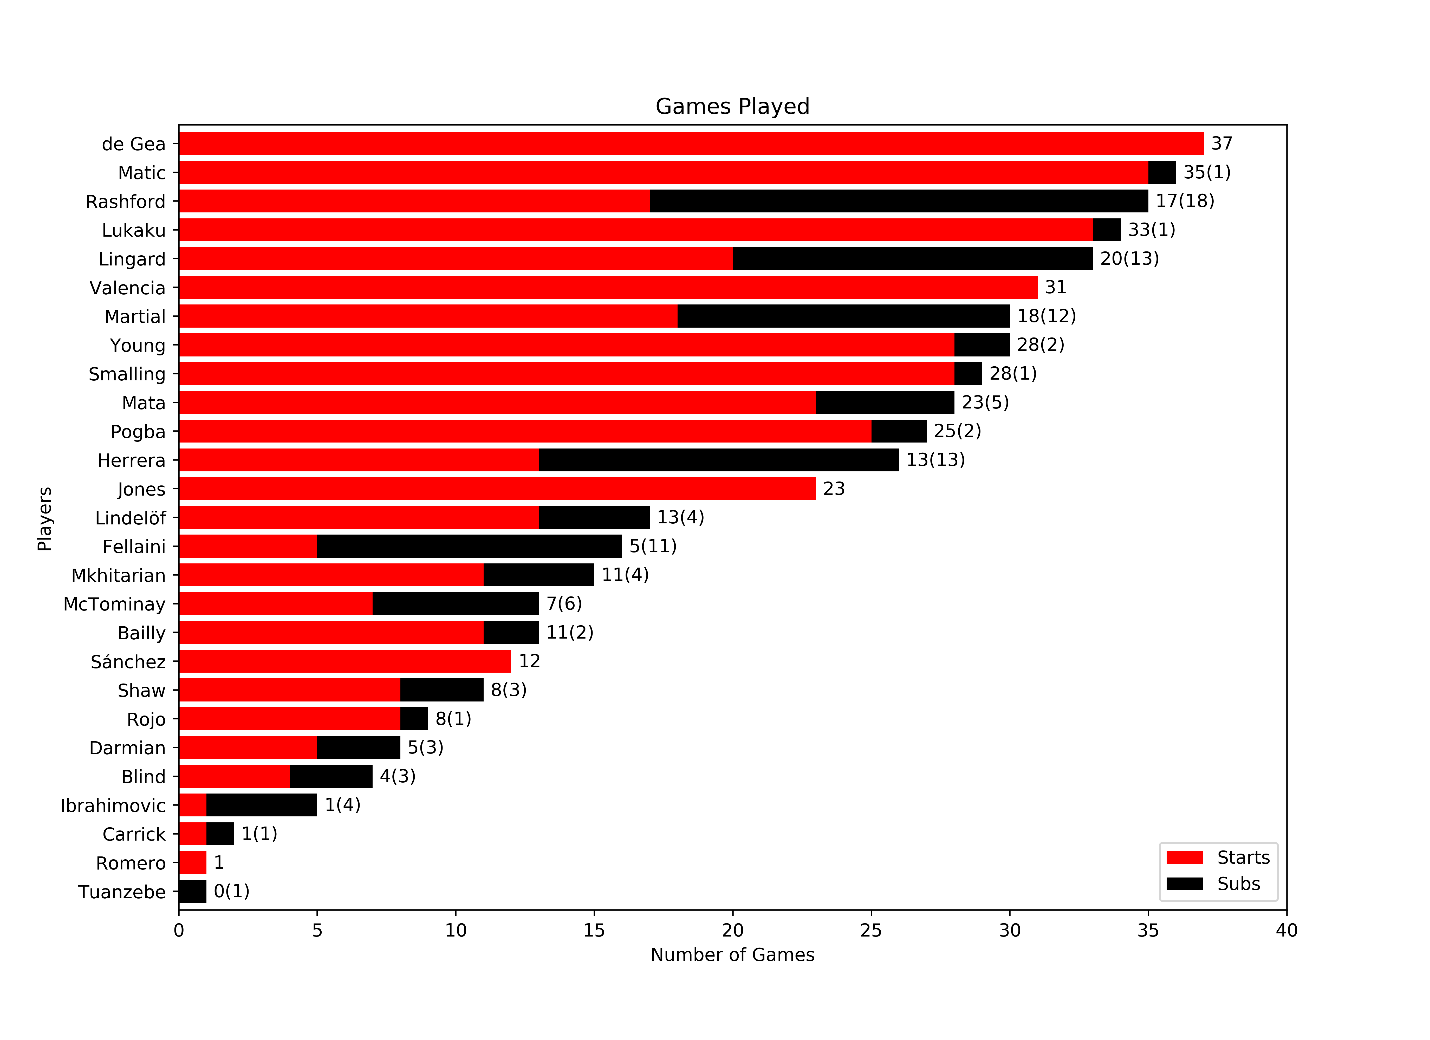 Games Played
de Gea 37
Matic 35(1)
Rashford 17(18)
Lukaku 33(1)
Lingard 20(13)
Valencia 31
Martial 18(12)
Young 28(2)
Smalling 28(1)
Mata 23(5)
Pogba 25(2)
Herrera 13(13)
Jones 23
Lindelöf 13(4)
Fellaini 5(11)
Mkhitarian 11(4)
McTominay 7(6)
Bailly 11(2)
Sánchez 12
Shaw 8(3)
Rojo 8(1)
Darmian 5(3)
Blind 4(3)
Ibrahimovic 1(4)
Carrick 1(1)
Romero 1
Tuanzebe 0(1)
Players
Starts
Subs
0 5 10 15 20 25 30 35 40
Number of Games